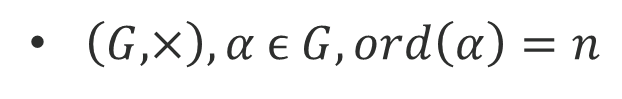 • (G,×), α ϵ G, ord(α) = n